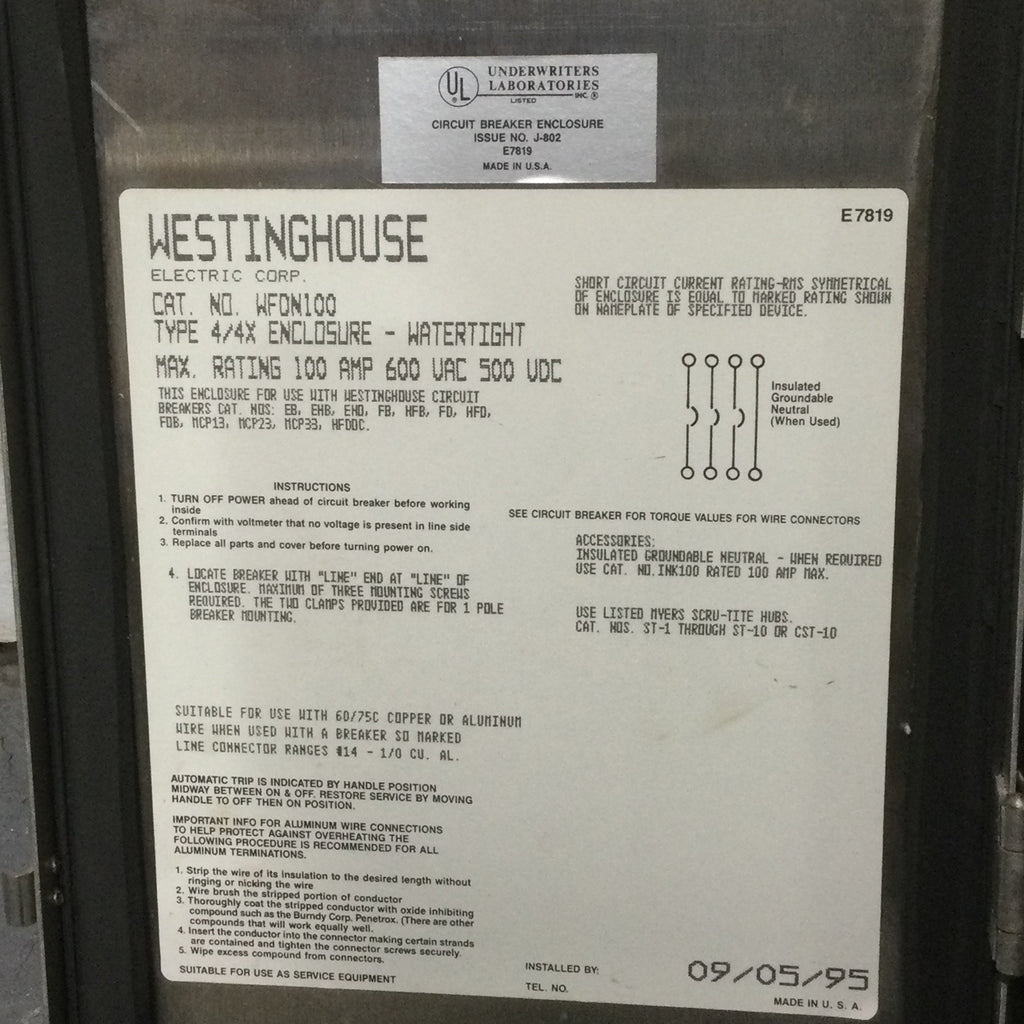 UL ®
UNDERWRITERS
LABORATORIES
INC. ®
LISTED
CIRCUIT BREAKER ENCLOSURE
ISSUE NO. J-802
E7819
MADE IN U.S.A.
E7819
WESTINGHOUSE
ELECTRIC CORP.
CAT. NO. WFDN100
TYPE 4/4X ENCLOSURE - WATERTIGHT
MAX. RATING 100 AMP 600 VAC 500 VDC
THIS ENCLOSURE FOR USE WITH WESTINGHOUSE CIRCUIT
BREAKERS CAT. NOS: EB, EHB, EHD, FB, HFB, FD, HFD,
FDB, MCP13, MCP23, MCP33, HFDDC.
SHORT CIRCUIT CURRENT RATING-RMS SYMMETRICAL
OF ENCLOSURE IS EQUAL TO MARKED RATING SHOWN
ON NAMEPLATE OF SPECIFIED DEVICE.
Insulated
Groundable
Neutral
(When Used)
INSTRUCTIONS
1. TURN OFF POWER ahead of circuit breaker before working
inside
2. Confirm with voltmeter that no voltage is present in line side
terminals
3. Replace all parts and cover before turning power on.
4. LOCATE BREAKER WITH "LINE" END AT "LINE" OF
ENCLOSURE. MAXIMUM OF THREE MOUNTING SCREWS
REQUIRED. THE TWO CLAMPS PROVIDED ARE FOR 1 POLE
BREAKER MOUNTING.
SEE CIRCUIT BREAKER FOR TORQUE VALUES FOR WIRE CONNECTORS
ACCESSORIES:
INSULATED GROUNDABLE NEUTRAL - WHEN REQUIRED
USE CAT. NO. INK100 RATED 100 AMP MAX.
USE LISTED MYERS SCRU-TITE HUBS.
CAT. NOS. ST-1 THROUGH ST-10 OR CST-10
SUITABLE FOR USE WITH 60/75C COPPER OR ALUMINUM
WIRE WHEN USED WITH A BREAKER SO MARKED
LINE CONNECTOR RANGES #14 - 1/0 CU. AL.
AUTOMATIC TRIP IS INDICATED BY HANDLE POSITION
MIDWAY BETWEEN ON & OFF. RESTORE SERVICE BY MOVING
HANDLE TO OFF THEN ON POSITION.
IMPORTANT INFO FOR ALUMINUM WIRE CONNECTIONS
TO HELP PROTECT AGAINST OVERHEATING THE
FOLLOWING PROCEDURE IS RECOMMENDED FOR ALL
ALUMINUM TERMINATIONS.
1. Strip the wire of its insulation to the desired length without
ringing or nicking the wire
2. Wire brush the stripped portion of conductor
3. Thoroughly coat the stripped conductor with oxide inhibiting
compound such as the Burndy Corp. Penetrox. (There are other
compounds that will work equally well.
4. Insert the conductor into the connector making certain strands
are contained and tighten the connector screws securely.
5. Wipe excess compound from connectors.
SUITABLE FOR USE AS SERVICE EQUIPMENT
INSTALLED BY:
TEL. NO.
09/05/95
MADE IN U. S. A.